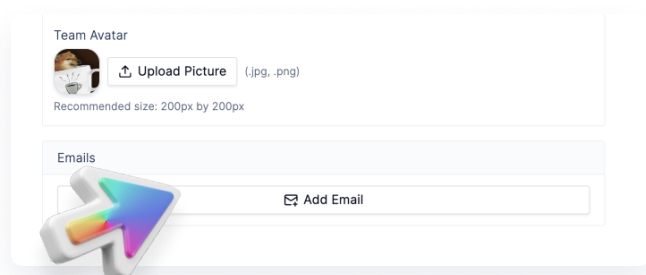 Team Avatar
Upload Picture (.jpg, .png)
Recommended size: 200px by 200px
Emails
Add Email